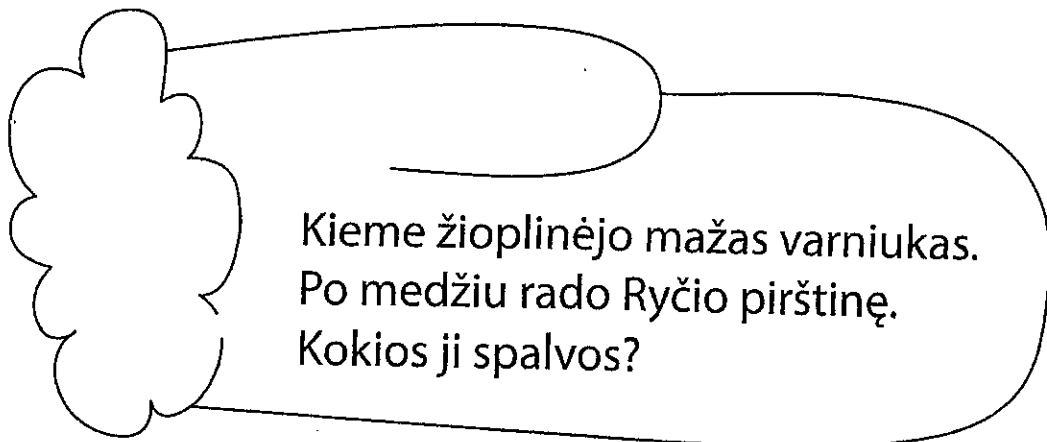 Kieme žioplinėjo mažas varniukas.
Po medžiu rado Ryčio pirštinę.
Kokios ji spalvos?